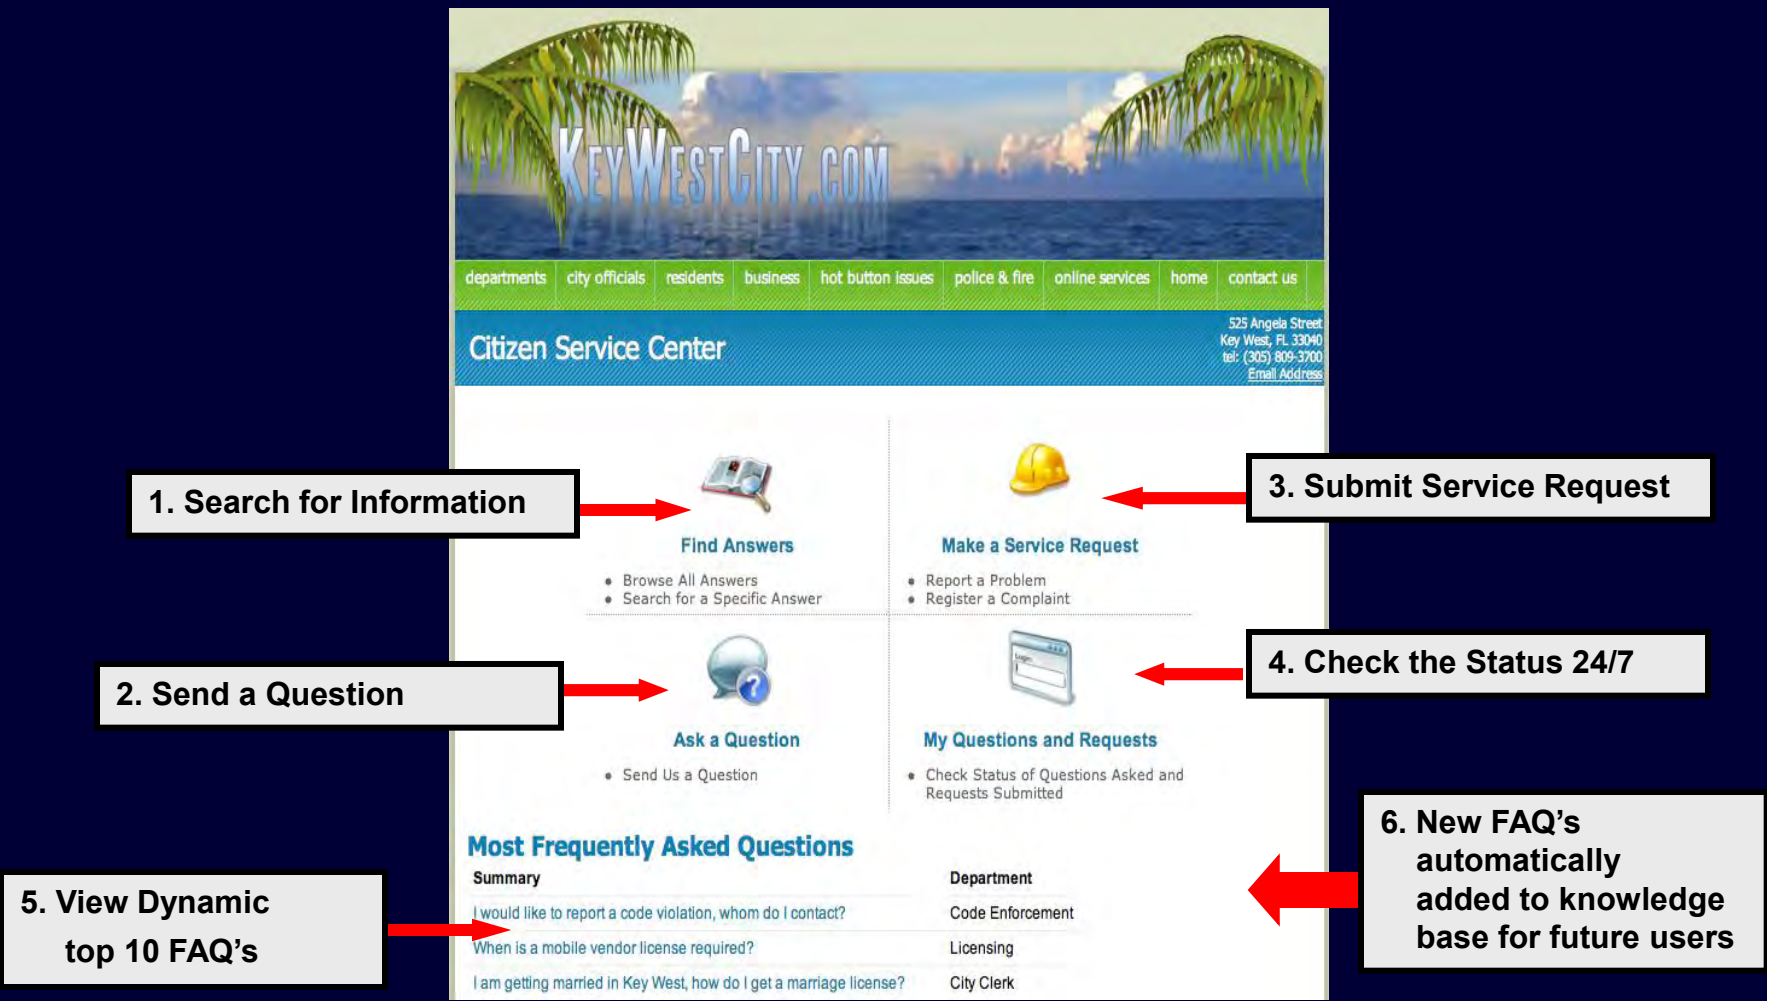 KEYWESTCITY.COM
departments city officials residents business hot button issues police & fire online services home contact us
Citizen Service Center
525 Angela Street
Key West, FL 33040
tel: (305) 809-3700
Email Address
1. Search for Information
Find Answers
• Browse All Answers
• Search for a Specific Answer
3. Submit Service Request
Make a Service Request
• Report a Problem
• Register a Complaint
2. Send a Question
Ask a Question
• Send Us a Question
Login
4. Check the Status 24/7
My Questions and Requests
• Check Status of Questions Asked and
Requests Submitted
Most Frequently Asked Questions
Summary Department
I would like to report a code violation, whom do I contact? Code Enforcement
When is a mobile vendor license required? Licensing
I am getting married in Key West, how do I get a marriage license? City Clerk
5. View Dynamic
top 10 FAQ's
6. New FAQ's
automatically
added to knowledge
base for future users